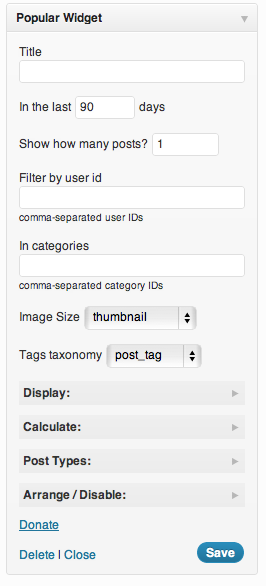 Popular Widget
Title
In the last 90 days
Show how many posts? 1
Filter by user id
comma-separated user IDs
In categories
comma-separated category IDs
Image Size thumbnail
Tags taxonomy post_tag
Display:
Calculate:
Post Types:
Arrange / Disable:
Donate
Delete | Close Save